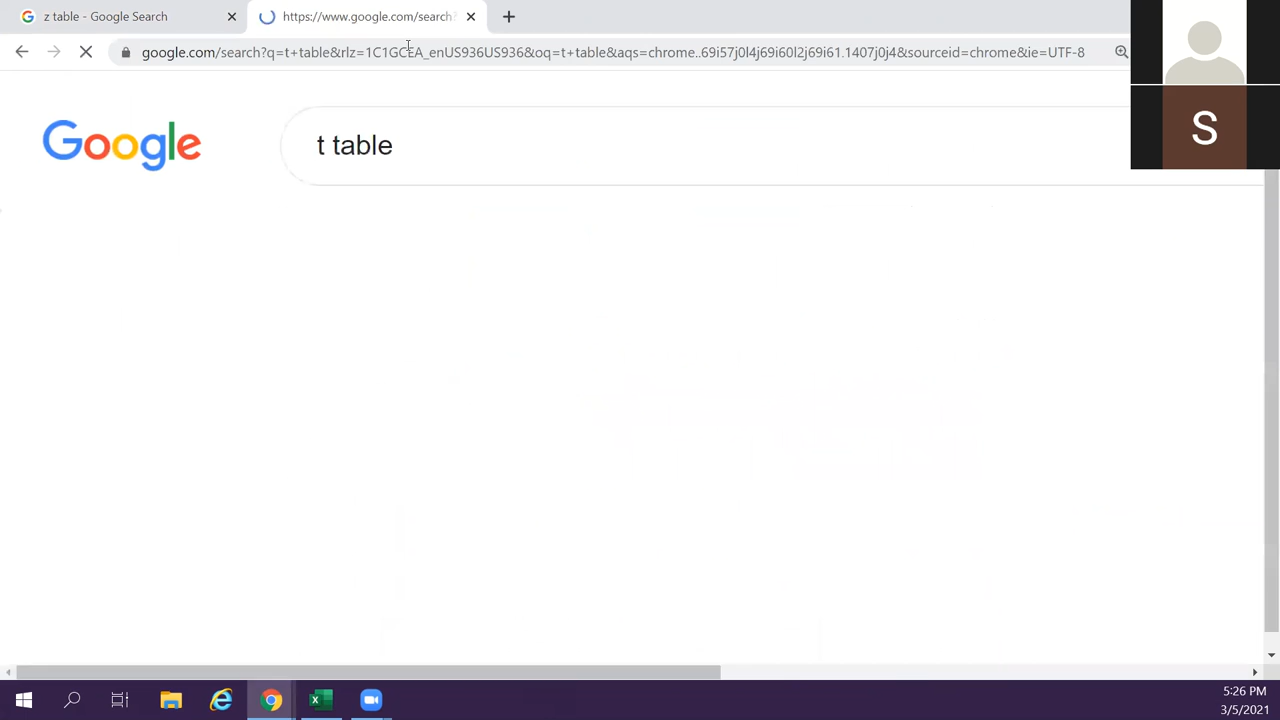 z table - Google Search
https://www.google.com/search?
google.com/search?q=t+table&rlz=1C1GCEA_enUS936US936&oq=t+table&aqs=chrome..69i57j0l4j69i60l2j69i61.1407j0j4&sourceid=chrome&ie=UTF-8
S
Google
t table
5:26 PM
3/5/2021